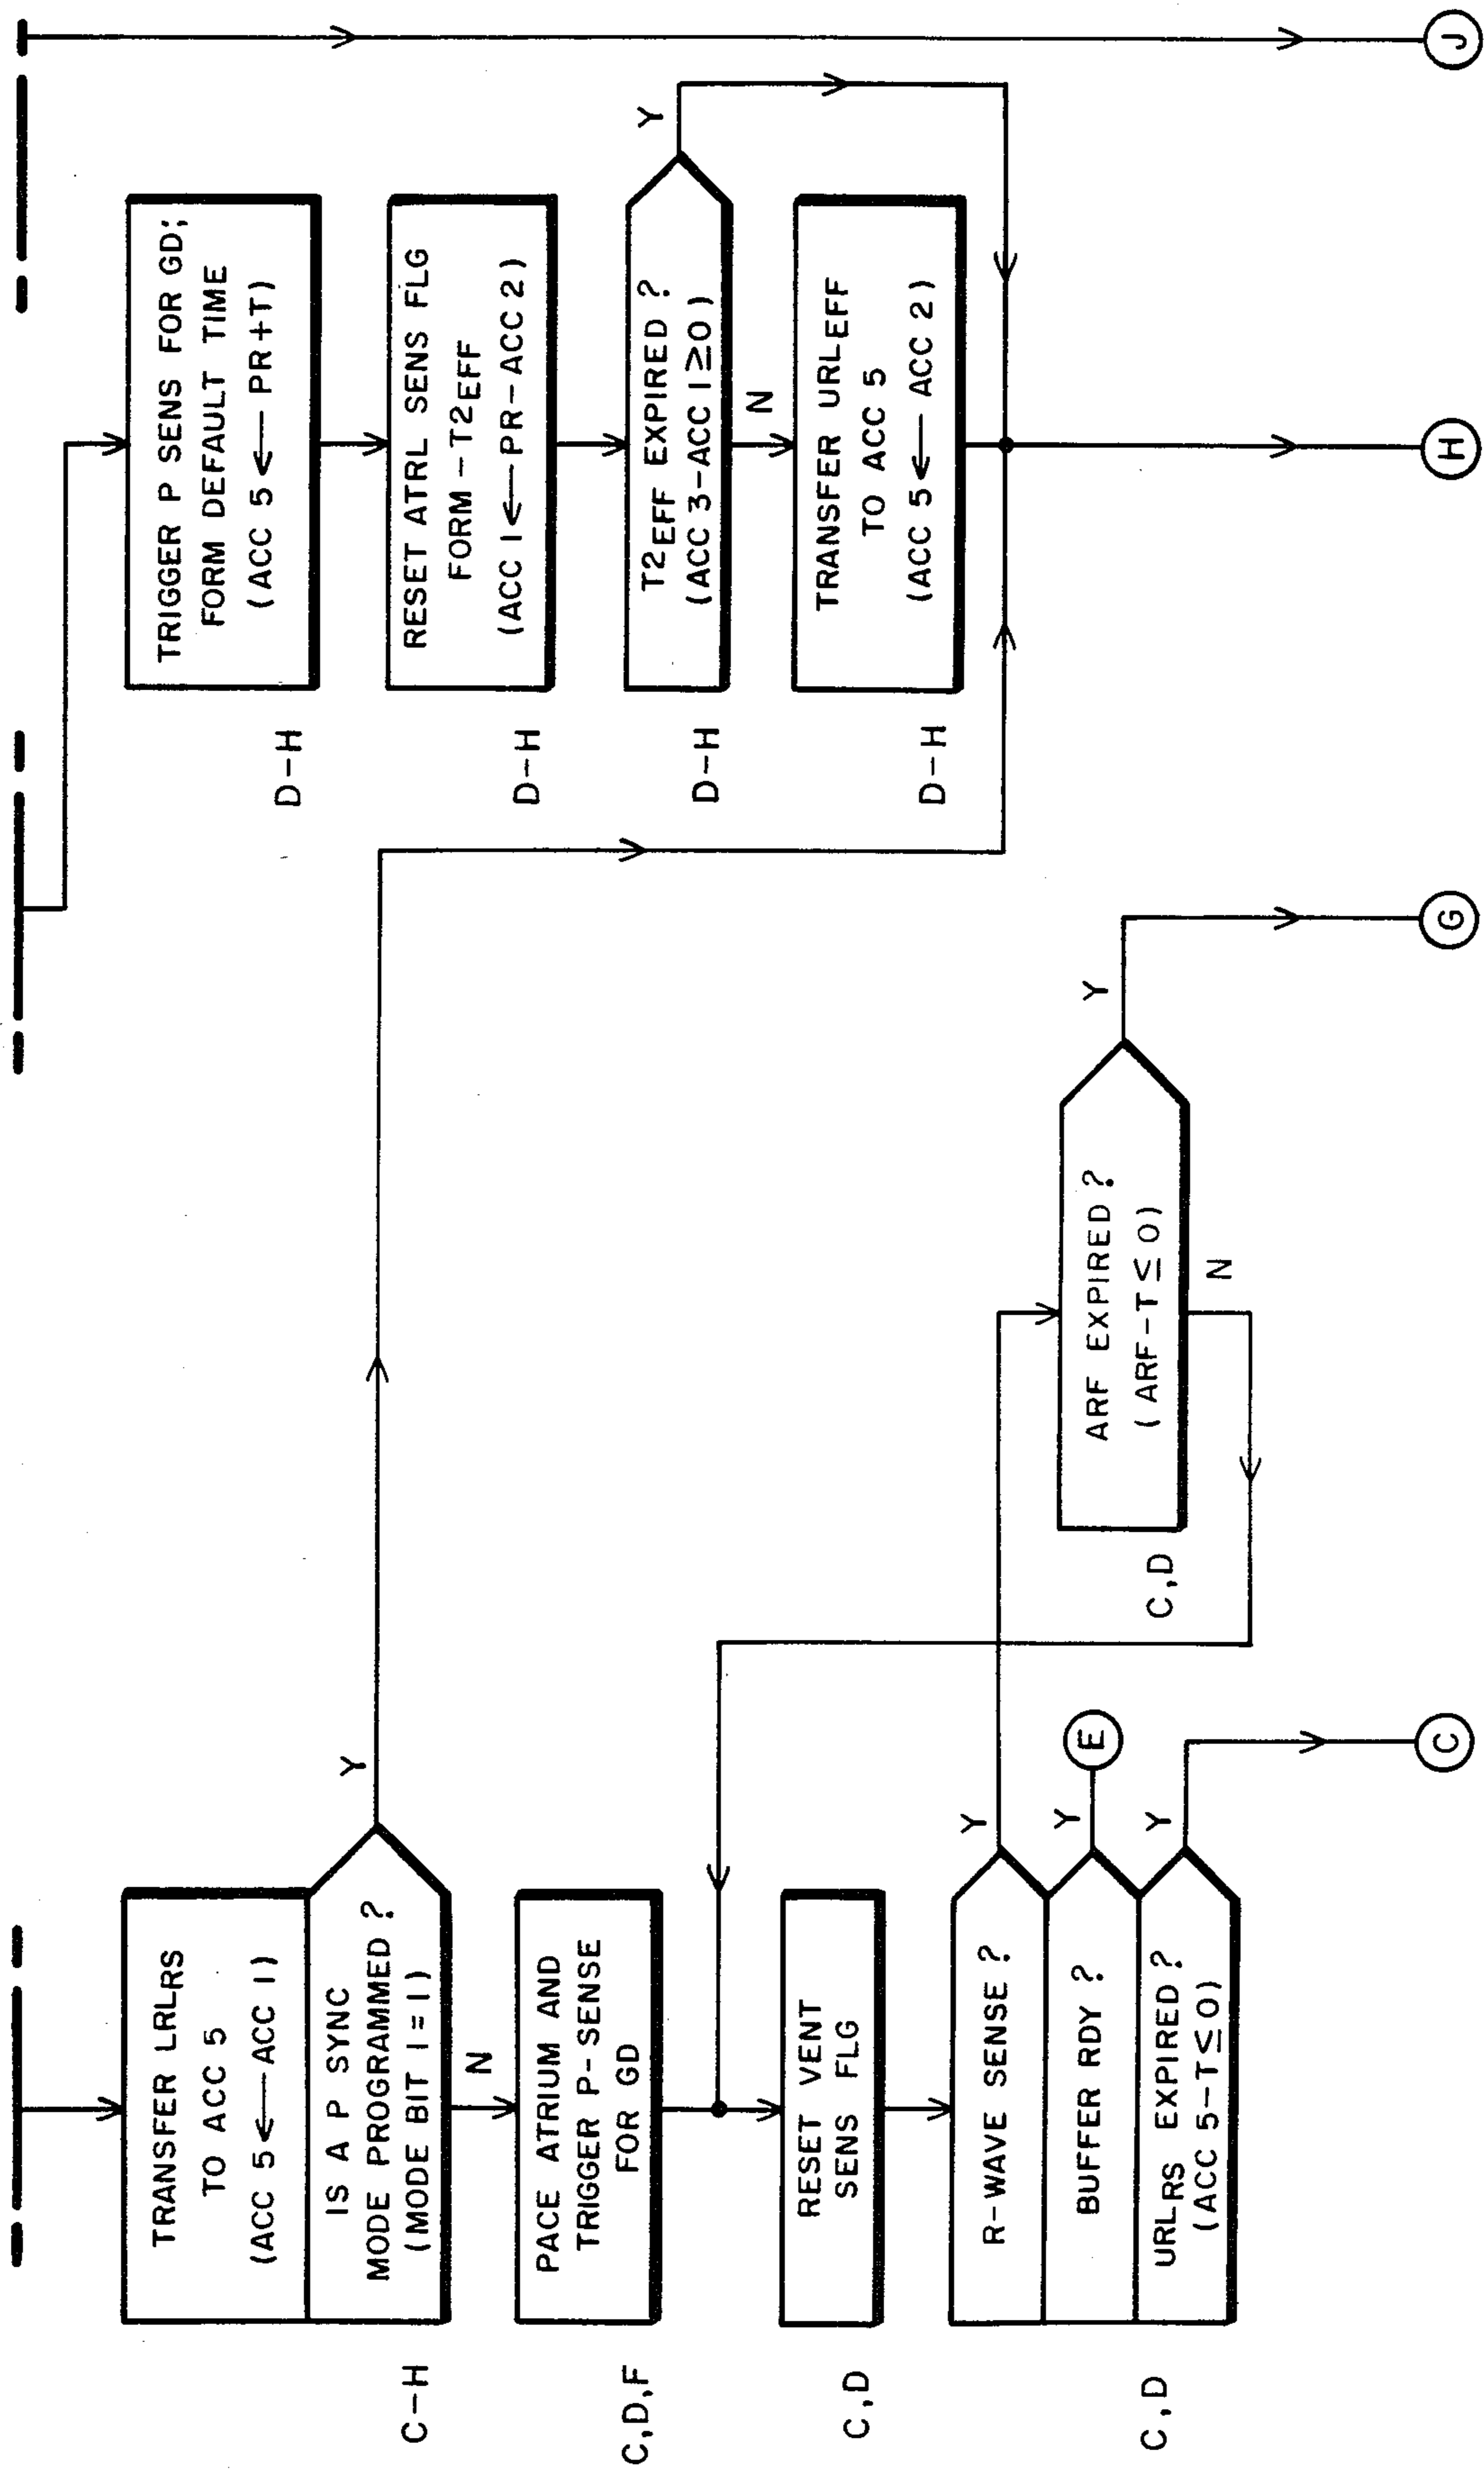 TRANSFER LRLRS
TO ACC 5
(ACC 5←ACC 1)
IS A P SYNC
MODE PROGRAMMED ?
(MODE BIT 1=1)
Y
N
C-H
PACE ATRIUM AND
TRIGGER P-SENSE
FOR GD
C,D,F
RESET VENT
SENS FLG
C,D
R-WAVE SENSE ?
Y
BUFFER RDY ?
Y
E
URLRS EXPIRED?
(ACC 5-T≤0)
Y
C,D
C
ARF EXPIRED?
(ARF-T≤0)
Y
N
C,D
G
TRIGGER P SENS FOR GD;
FORM DEFAULT TIME
(ACC 5←PR+T)
D-H
RESET ATRL SENS FLG
FORM-T2EFF
(ACC 1←PR-ACC 2)
D-H
T2EFF EXPIRED ?
(ACC 3-ACC 1≥0)
Y
N
D-H
TRANSFER URLEFF
TO ACC 5
(ACC 5←ACC 2)
D-H
H
J